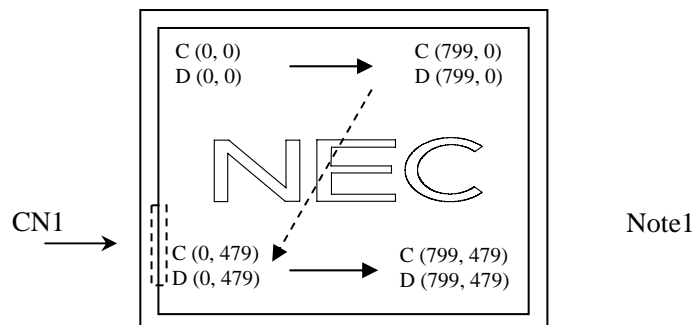 C (0, 0) C (799, 0)
D (0, 0) D (799, 0)
NEC
CN1 Note1
C (0, 479) C (799, 479)
D (0, 479) D (799, 479)